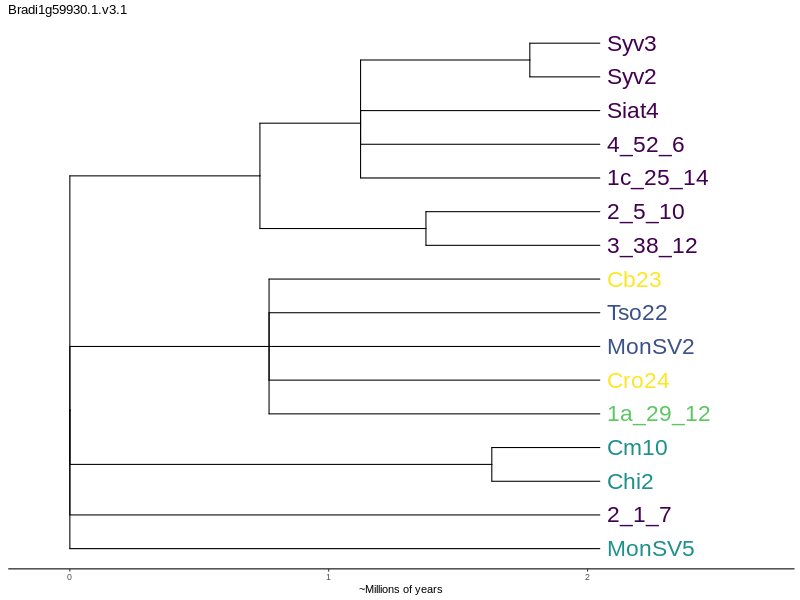 Bradi1g59930.1.v3.1
Syv3
Syv2
Siat4
4_52_6
1c_25_14
2_5_10
3_38_12
Cb23
Tso22
MonSV2
Cro24
1a_29_12
Cm10
Chi2
2_1_7
MonSV5
0 1 2
~Millions of years